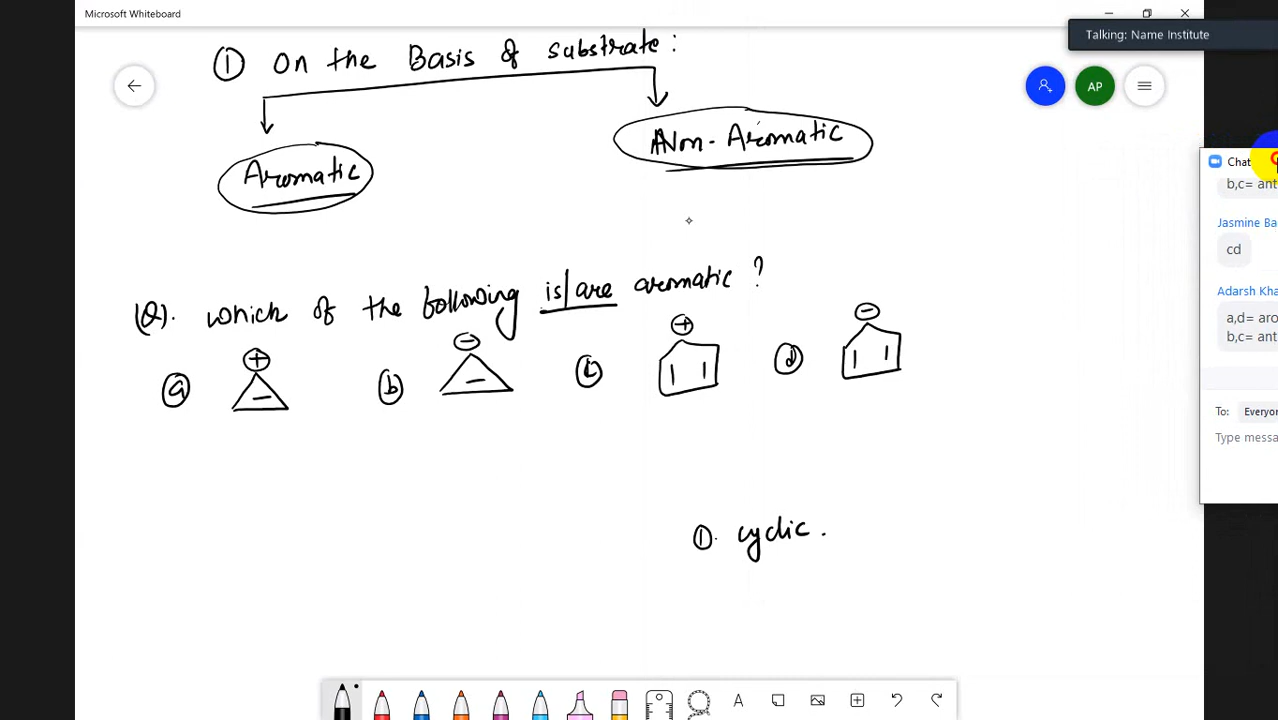 Microsoft Whiteboard
Talking: Name Institute
① On the Basis of substrate:
AP
Aromatic
Non-Aromatic
Chat
b,c= ant
Jasmine Ba
cd
Adarsh Kha
a,d= aro
b,c= ant
(Q). which of the following is/are aromatic ?
ⓐ ⊕ ⓑ ⊖ ⓒ ⊕ ⓓ ⊖
To: Everyon
Type messa
①. cyclic.
A